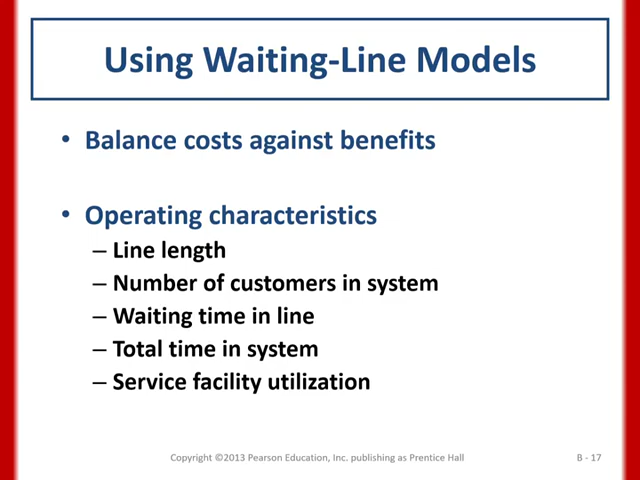 Using Waiting-Line Models
• Balance costs against benefits
• Operating characteristics
– Line length
– Number of customers in system
– Waiting time in line
– Total time in system
– Service facility utilization
Copyright ©2013 Pearson Education, Inc. publishing as Prentice Hall
B - 17